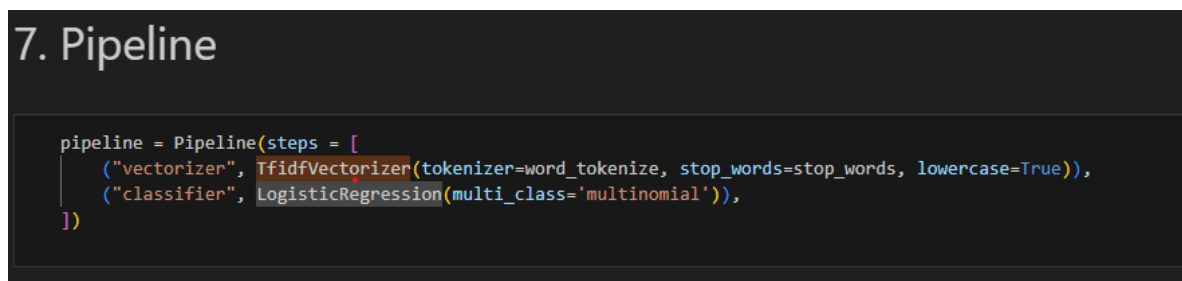 7. Pipeline
pipeline = Pipeline(steps = [
("vectorizer", TfidfVectorizer(tokenizer=word_tokenize, stop_words=stop_words, lowercase=True)),
("classifier", LogisticRegression(multi_class='multinomial')),
])